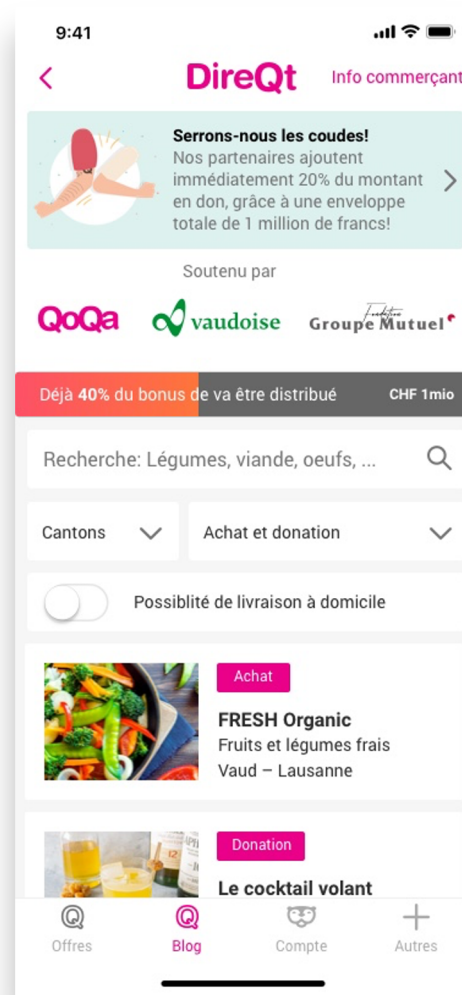 9:41
DireQt
Info commerçant
Serrons-nous les coudes!
Nos partenaires ajoutent
immédiatement 20% du montant
en don, grâce à une enveloppe
totale de 1 million de francs!
Soutenu par
QoQa
vaudoise
Fondation
Groupe Mutuel
Déjà 40% du bonus de va être distribué
CHF 1mio
Recherche: Légumes, viande, oeufs, ...
Cantons
Achat et donation
Possiblité de livraison à domicile
Achat
FRESH Organic
Fruits et légumes frais
Vaud – Lausanne
Donation
Le cocktail volant
Offres
Blog
Compte
Autres